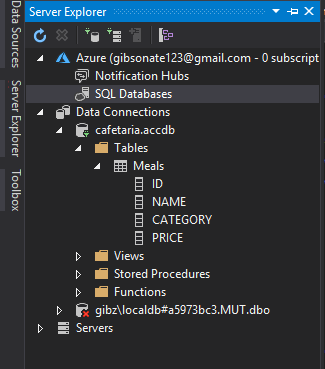 Server Explorer
Azure (gibsonate123@gmail.com - 0 subscript
Notification Hubs
SQL Databases
Data Connections
cafetaria.accdb
Tables
Meals
ID
NAME
CATEGORY
PRICE
Views
Stored Procedures
Functions
gibz\localdb#a5973bc3.MUT.dbo
Servers
Data Sources
Server Explorer
Toolbox